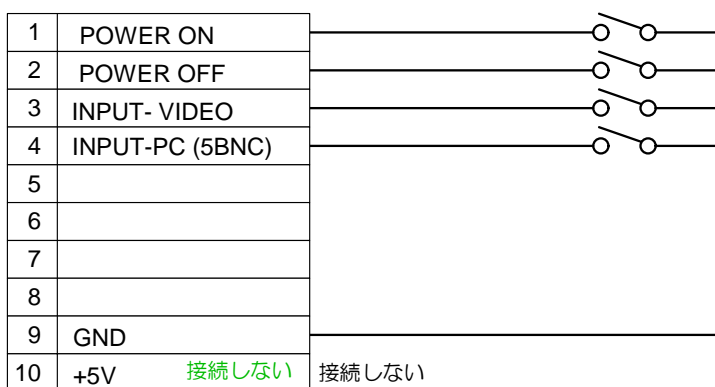 1 POWER ON
2 POWER OFF
3 INPUT- VIDEO
4 INPUT-PC (5BNC)
5
6
7
8
9 GND
10 +5V 接続しない 接続しない